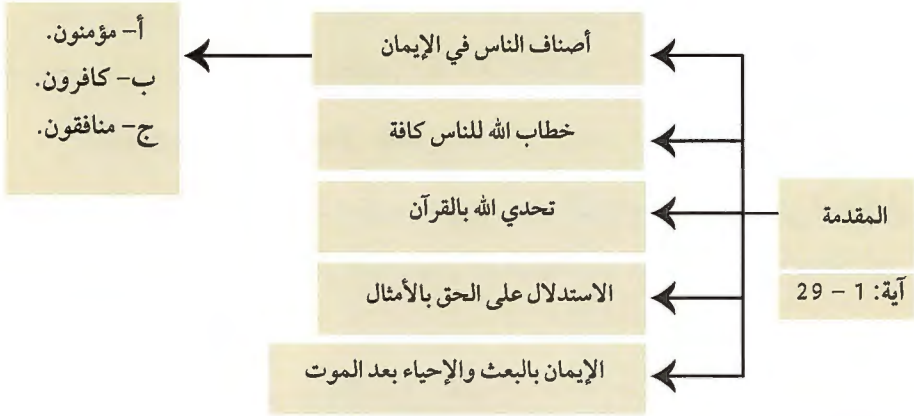 المقدمة
آية: 1 – 29
أصناف الناس في الإيمان
أ– مؤمنون.
ب– كافرون.
ج– منافقون.
خطاب الله للناس كافة
تحدي الله بالقرآن
الاستدلال على الحق بالأمثال
الإيمان بالبعث والإحياء بعد الموت